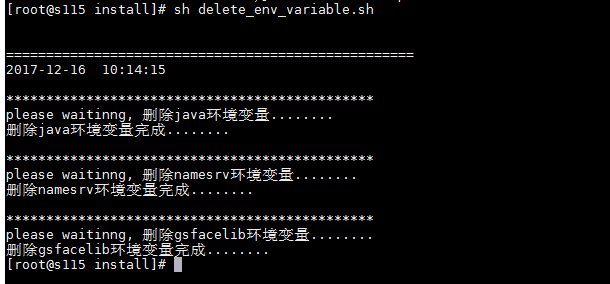 [root@s115 install]# sh delete_env_variable.sh
===================================================
2017-12-16  10:14:15
**********************************************
please waitinng, 删除java环境变量........
删除java环境变量完成........
**********************************************
please waitinng, 删除namesrv环境变量........
删除namesrv环境变量完成........
**********************************************
please waitinng, 删除gsfacelib环境变量........
删除gsfacelib环境变量完成........
[root@s115 install]#